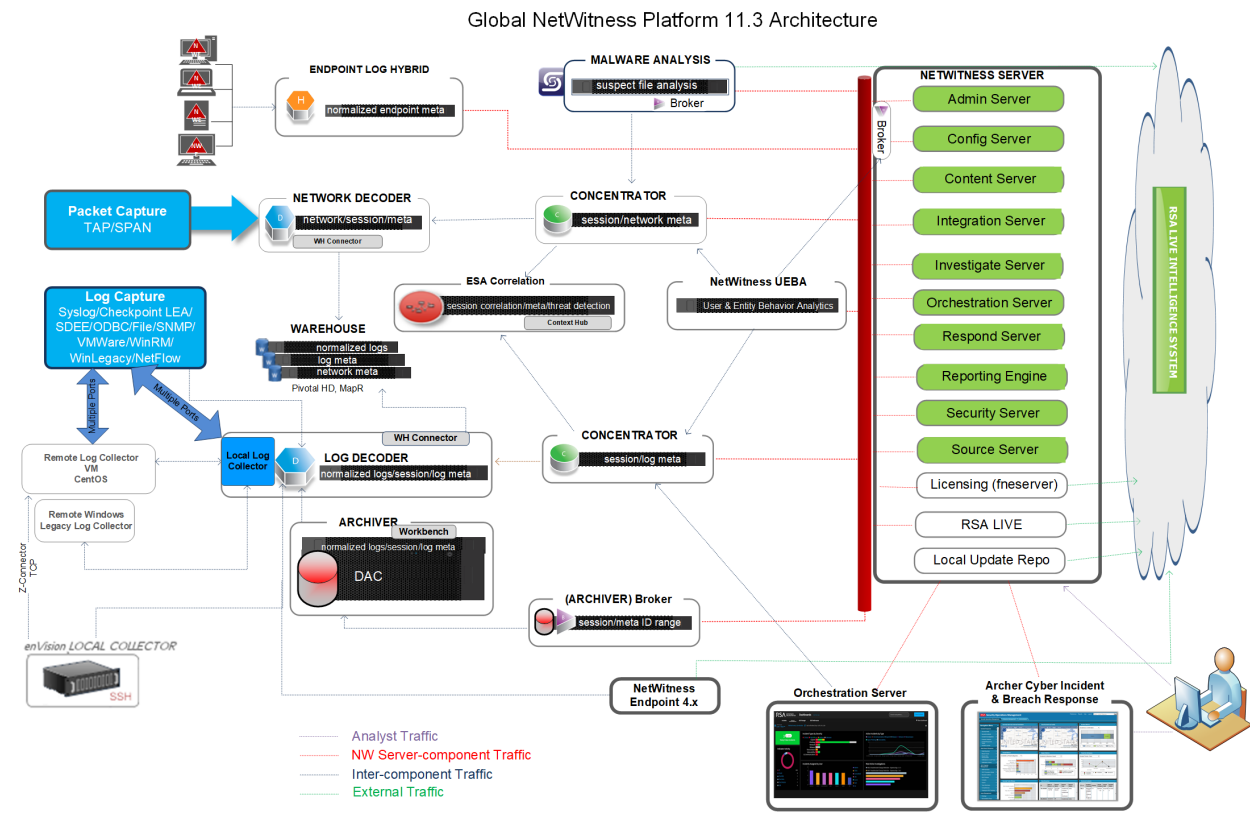 Global NetWitness Platform 11.3 Architecture
ENDPOINT LOG HYBRID
H
normalized endpoint meta
N
N
NW
MALWARE ANALYSIS
suspect file analysis
Broker
NETWITNESS SERVER
Broker
Admin Server
Config Server
Content Server
Integration Server
Investigate Server
Orchestration Server
Respond Server
Reporting Engine
Security Server
Source Server
Licensing (fneserver)
RSA LIVE
Local Update Repo
RSA LIVE INTELLIGENCE SYSTEM
Packet Capture
TAP/SPAN
NETWORK DECODER
D
network/session/meta
WH Connector
CONCENTRATOR
C
session/network meta
ESA Correlation
session correlation/meta/threat detection
Context Hub
NetWitness UEBA
User & Entity Behavior Analytics
Log Capture
Syslog/Checkpoint LEA/
SDEE/ODBC/File/SNMP/
VMWare/WinRM/
WinLegacy/NetFlow
WAREHOUSE
normalized logs
log meta
network meta
Pivotal HD, MapR
Multiple Ports
Multiple Ports
Remote Log Collector
VM
CentOS
Remote Windows
Legacy Log Collector
Z-Connector
TCP
WH Connector
Local Log
Collector
D
LOG DECODER
normalized logs/session/log meta
CONCENTRATOR
C
session/log meta
ARCHIVER
Workbench
normalized logs/session/log meta
DAC
(ARCHIVER) Broker
session/meta ID range
enVision LOCAL COLLECTOR
SSH
NetWitness
Endpoint 4.x
Orchestration Server
RSA
Archer Cyber Incident
& Breach Response
Analyst Traffic
NW Server-component Traffic
Inter-component Traffic
External Traffic